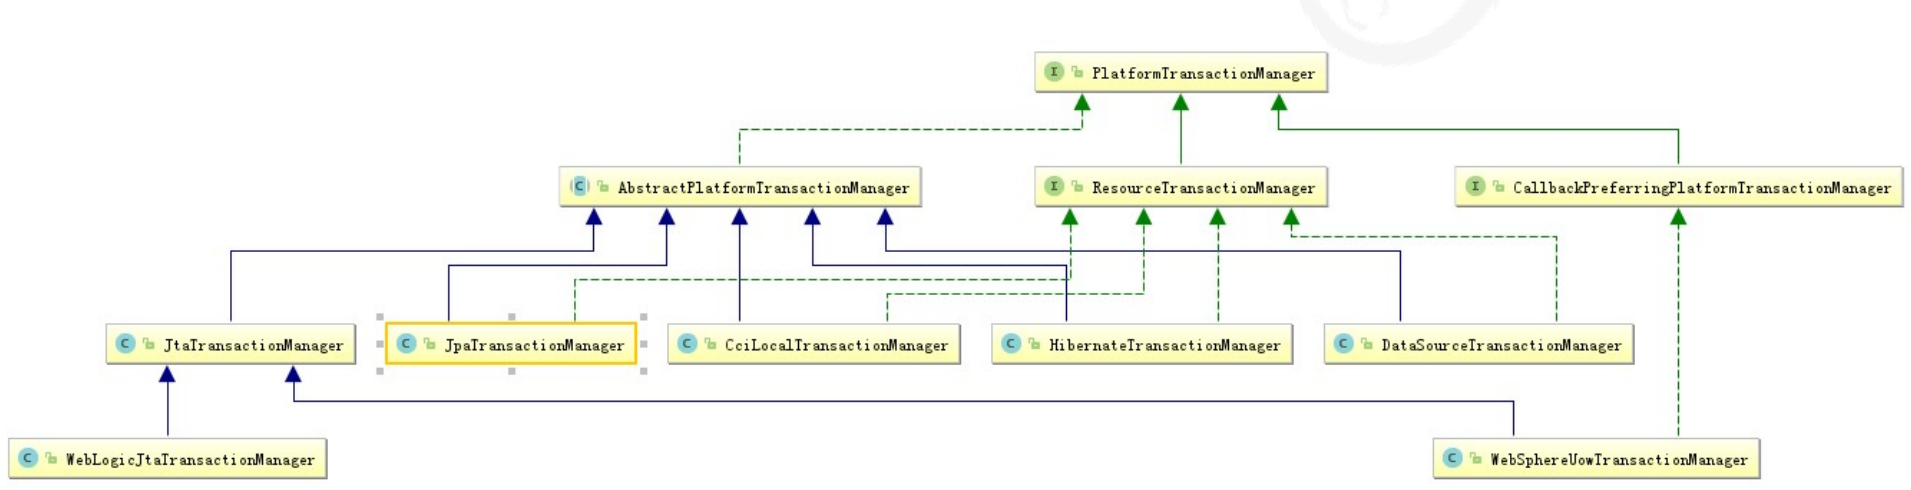 I PlatformTransactionManager
C AbstractPlatformTransactionManager
I ResourceTransactionManager
I CallbackPreferringPlatformTransactionManager
C JtaTransactionManager
C JpaTransactionManager
C CciLocalTransactionManager
C HibernateTransactionManager
C DataSourceTransactionManager
C WebLogicJtaTransactionManager
C WebSphereUowTransactionManager